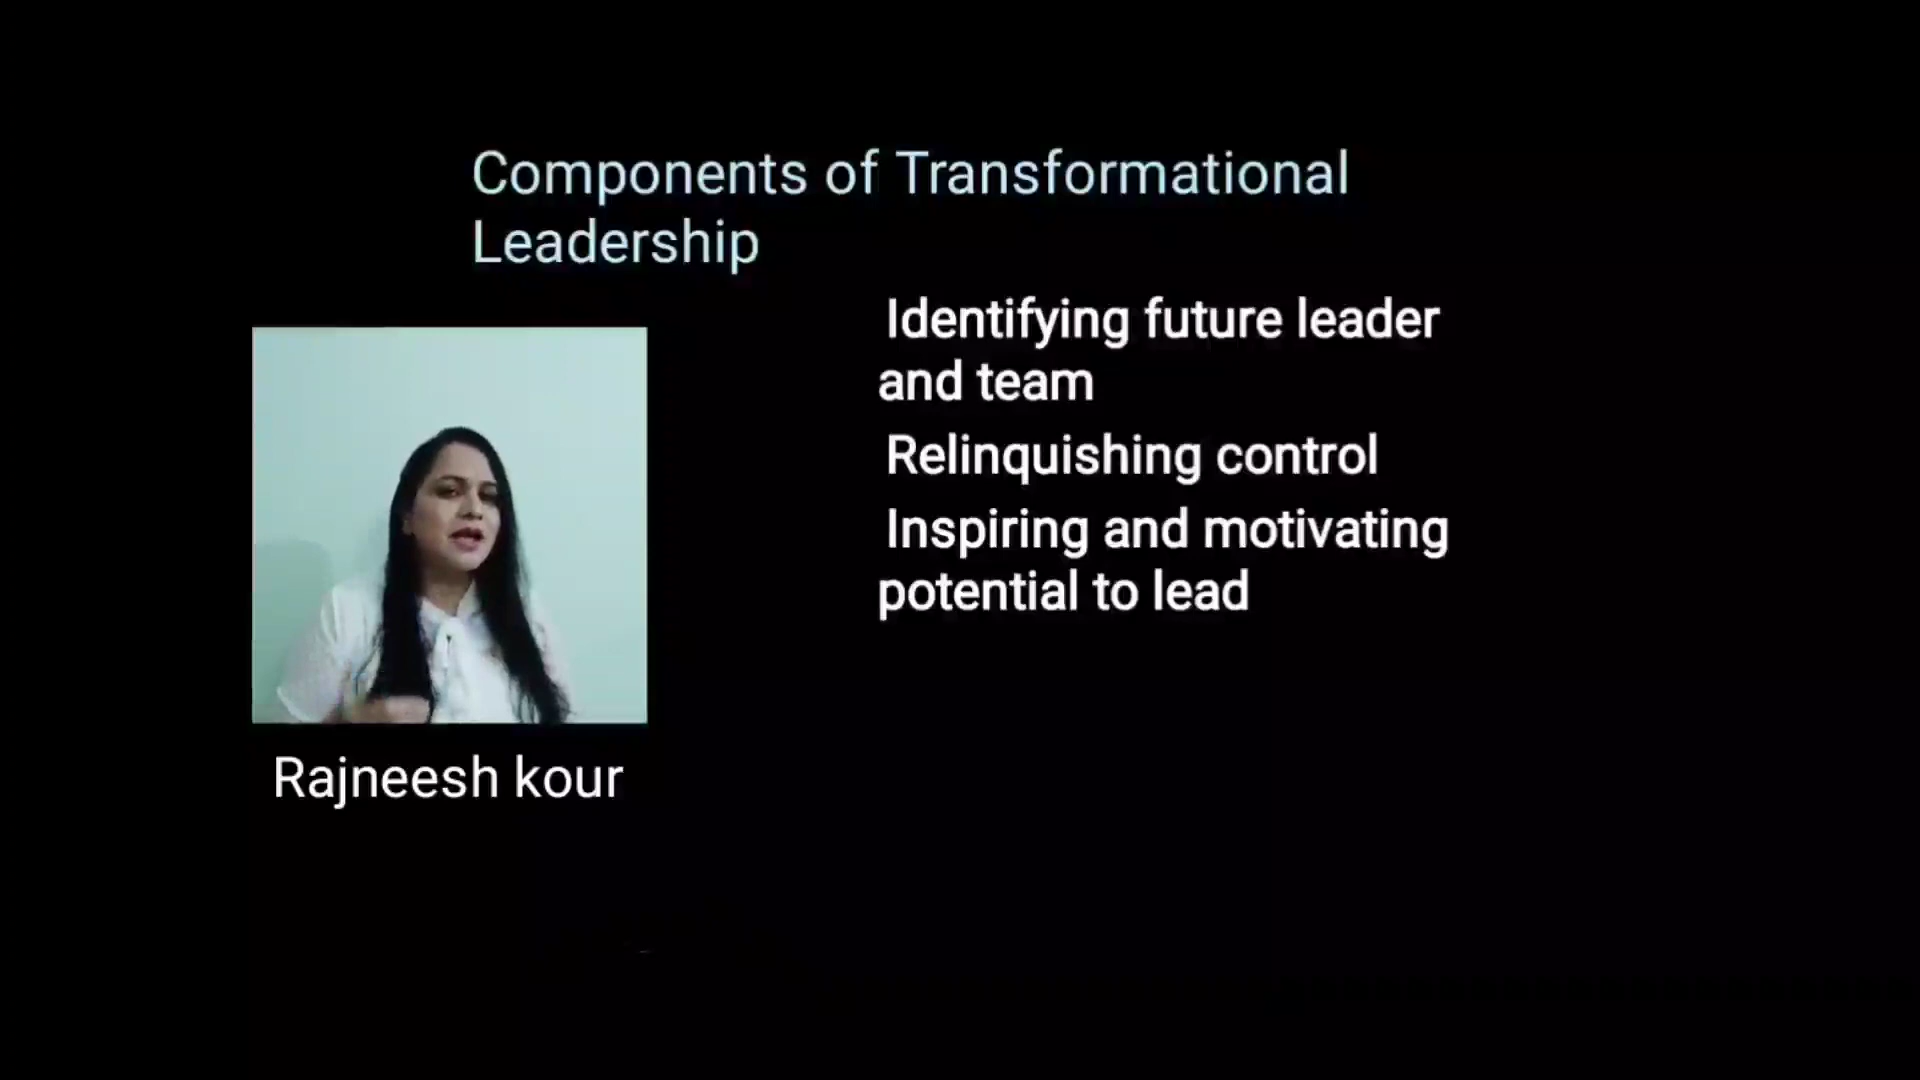 Components of Transformational
Leadership
Identifying future leader
and team
Relinquishing control
Inspiring and motivating
potential to lead
Rajneesh kour